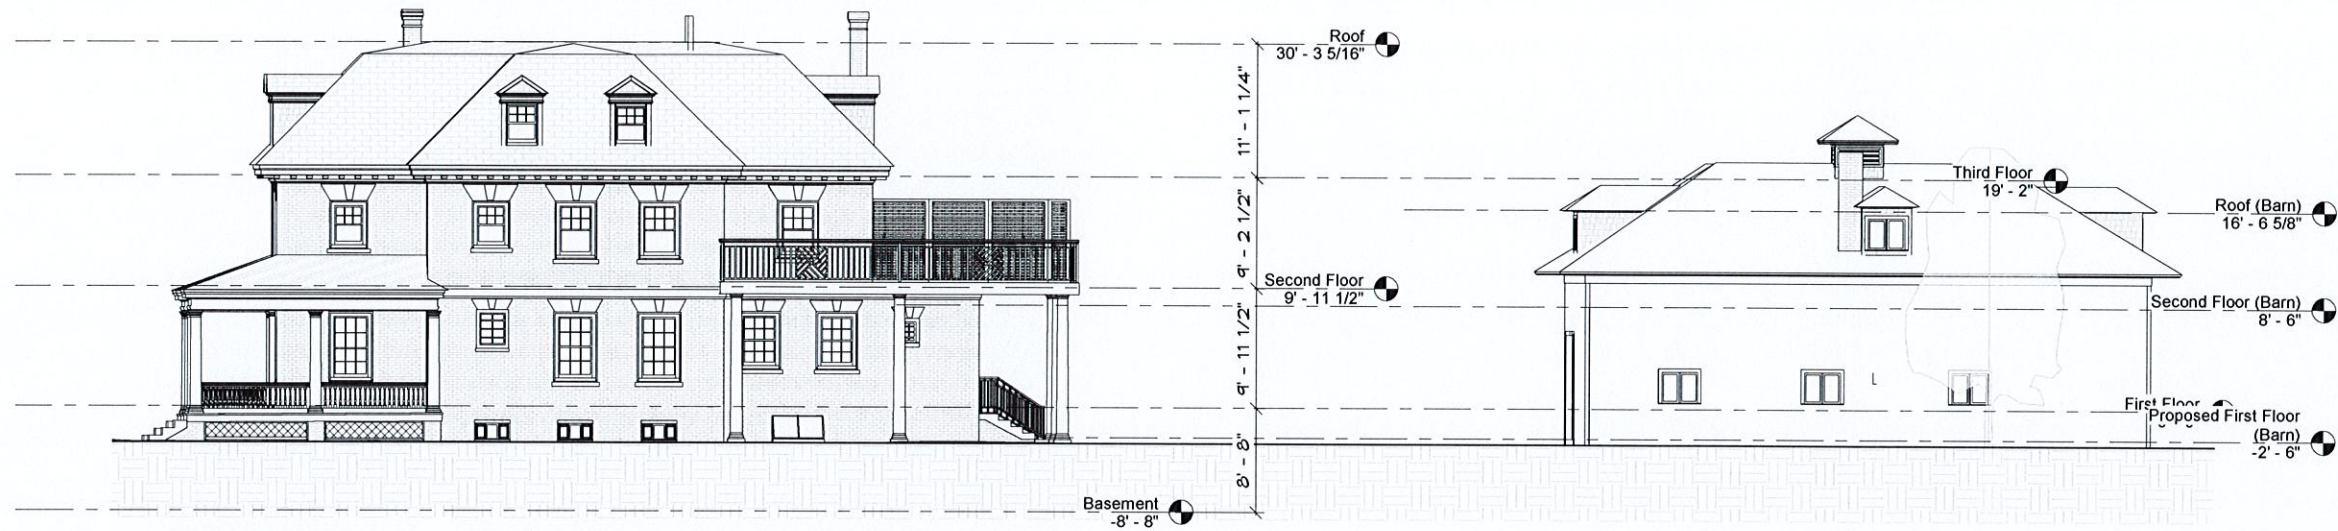 Roof
30' - 3 5/16"
11' - 1 1/4"
Third Floor
19' - 2"
Roof (Barn)
16' - 6 5/8"
9' - 2 1/2"
Second Floor
9' - 11 1/2"
Second Floor (Barn)
8' - 6"
9' - 11 1/2"
L
First Floor
Proposed First Floor
(Barn)
-2' - 6"
8' - 8"
Basement
-8' - 8"